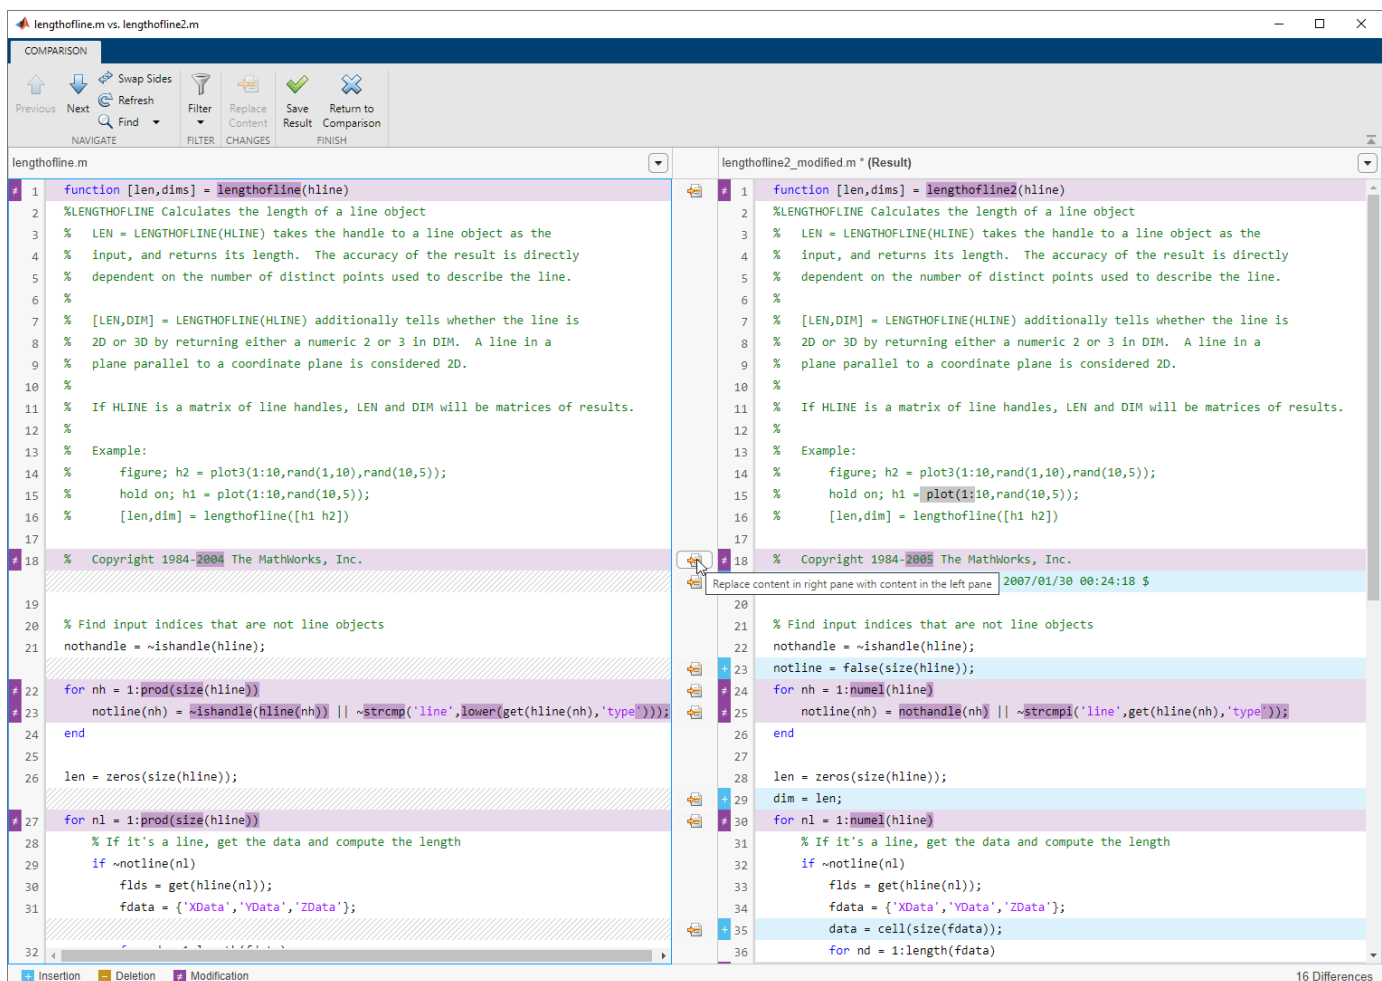 lengthofline.m vs. lengthofline2.m
COMPARISON
Previous
Next
Swap Sides
Refresh
Find
NAVIGATE
Filter
FILTER
Replace
Content
CHANGES
Save
Result
Return to
Comparison
FINISH
lengthofline.m
1 function [len,dims] = lengthofline(hline)
2 %LENGTHOFLINE Calculates the length of a line object
3 % LEN = LENGTHOFLINE(HLINE) takes the handle to a line object as the
4 % input, and returns its length. The accuracy of the result is directly
5 % dependent on the number of distinct points used to describe the line.
6 %
7 % [LEN,DIM] = LENGTHOFLINE(HLINE) additionally tells whether the line is
8 % 2D or 3D by returning either a numeric 2 or 3 in DIM. A line in a
9 % plane parallel to a coordinate plane is considered 2D.
10 %
11 % If HLINE is a matrix of line handles, LEN and DIM will be matrices of results.
12 %
13 % Example:
14 % figure; h2 = plot3(1:10,rand(1,10),rand(10,5));
15 % hold on; h1 = plot(1:10,rand(10,5));
16 % [len,dim] = lengthofline([h1 h2])
17
18 % Copyright 1984-2004 The MathWorks, Inc.
19
20 % Find input indices that are not line objects
21 nothandle = ~ishandle(hline);
22 for nh = 1:prod(size(hline))
23 notline(nh) = ~ishandle(hline(nh)) || ~strcmp('line',lower(get(hline(nh),'type')));
24 end
25
26 len = zeros(size(hline));
27 for nl = 1:prod(size(hline))
28 % If it's a line, get the data and compute the length
29 if ~notline(nl)
30 flds = get(hline(nl));
31 fdata = {'XData','YData','ZData'};
32
lengthofline2_modified.m * (Result)
1 function [len,dims] = lengthofline2(hline)
2 %LENGTHOFLINE Calculates the length of a line object
3 % LEN = LENGTHOFLINE(HLINE) takes the handle to a line object as the
4 % input, and returns its length. The accuracy of the result is directly
5 % dependent on the number of distinct points used to describe the line.
6 %
7 % [LEN,DIM] = LENGTHOFLINE(HLINE) additionally tells whether the line is
8 % 2D or 3D by returning either a numeric 2 or 3 in DIM. A line in a
9 % plane parallel to a coordinate plane is considered 2D.
10 %
11 % If HLINE is a matrix of line handles, LEN and DIM will be matrices of results.
12 %
13 % Example:
14 % figure; h2 = plot3(1:10,rand(1,10),rand(10,5));
15 % hold on; h1 = plot(1:10,rand(10,5));
16 % [len,dim] = lengthofline([h1 h2])
17
18 % Copyright 1984-2005 The MathWorks, Inc.
Replace content in right pane with content in the left pane
2007/01/30 00:24:18 $
20
21 % Find input indices that are not line objects
22 nothandle = ~ishandle(hline);
23 notline = false(size(hline));
24 for nh = 1:numel(hline)
25 notline(nh) = nothandle(nh) || ~strcmpi('line',get(hline(nh),'type'));
26 end
27
28 len = zeros(size(hline));
29 dim = len;
30 for nl = 1:numel(hline)
31 % If it's a line, get the data and compute the length
32 if ~notline(nl)
33 flds = get(hline(nl));
34 fdata = {'XData','YData','ZData'};
35 data = cell(size(fdata));
36 for nd = 1:length(fdata)
Insertion
Deletion
Modification
16 Differences